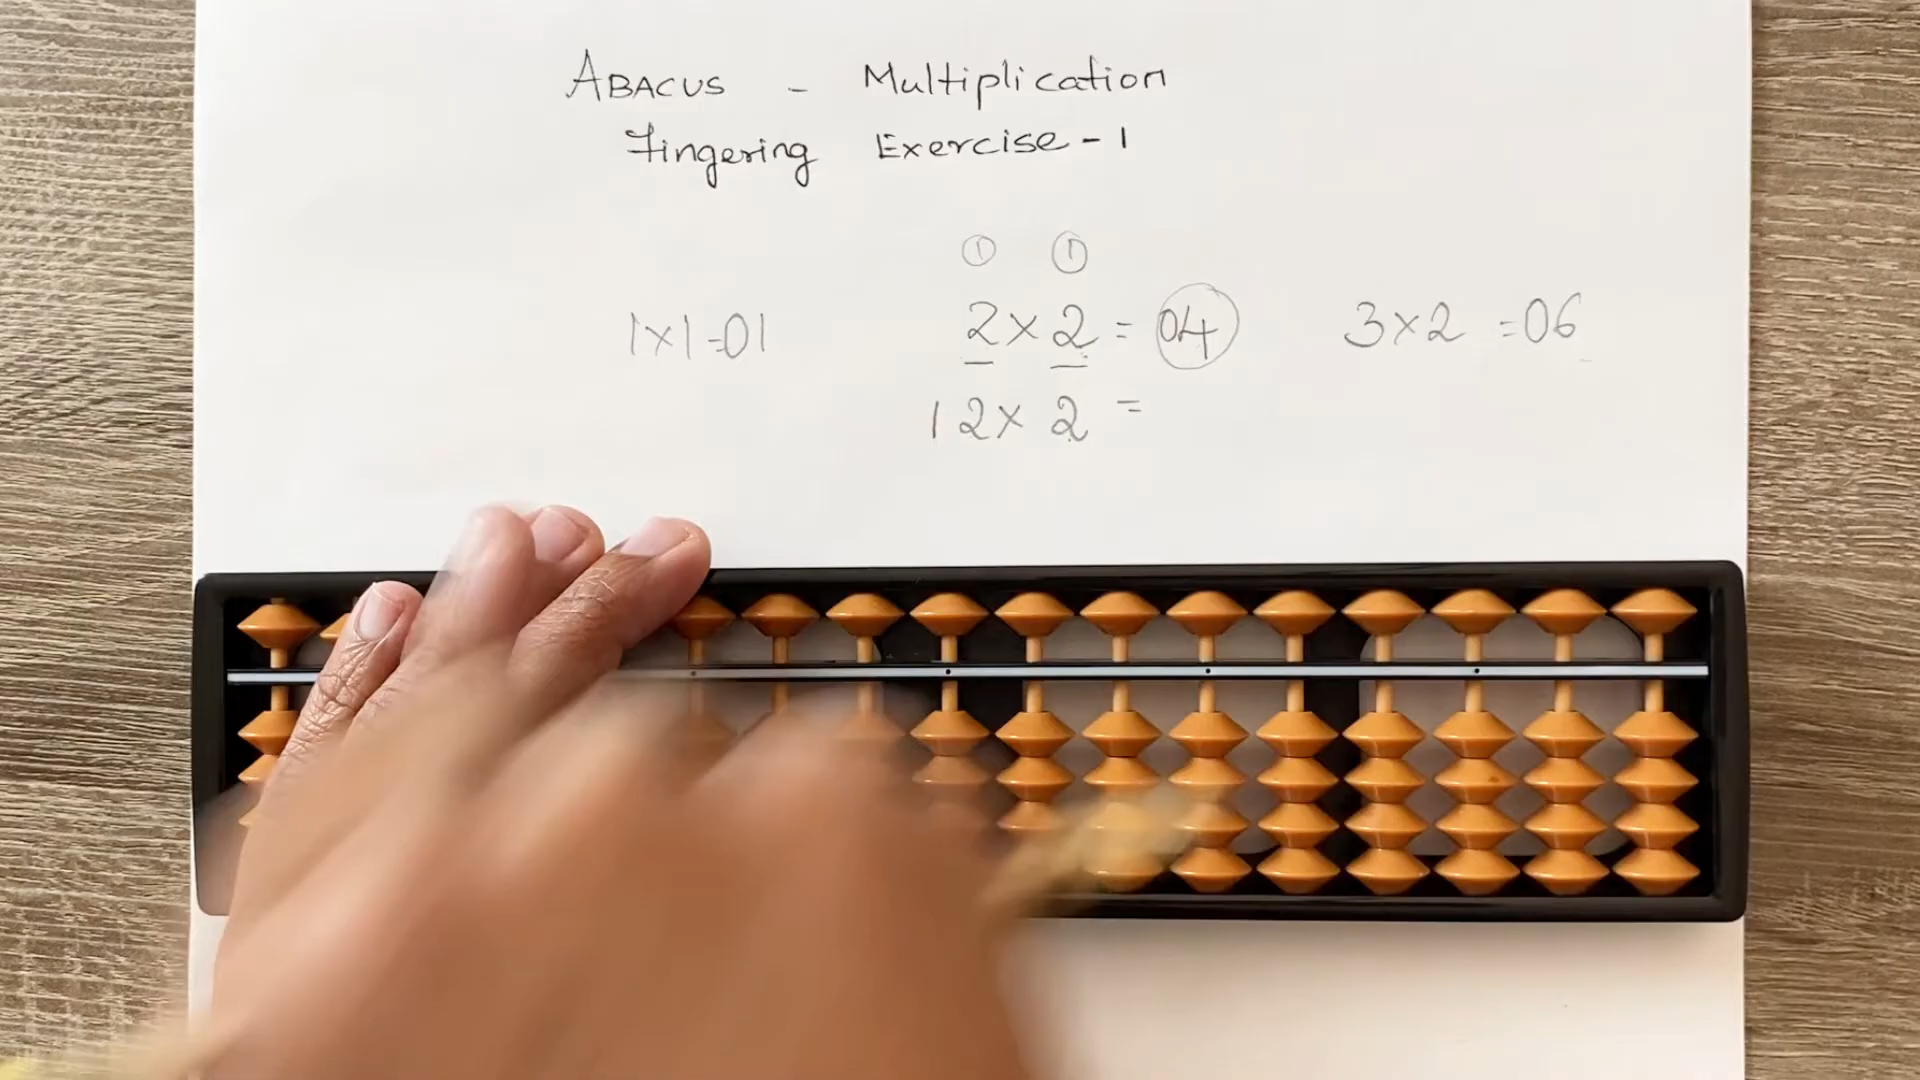 ABACUS - Multiplication
Fingering Exercise - 1
① ①
1x1=01 2x2=04 3x2=06
12x2=